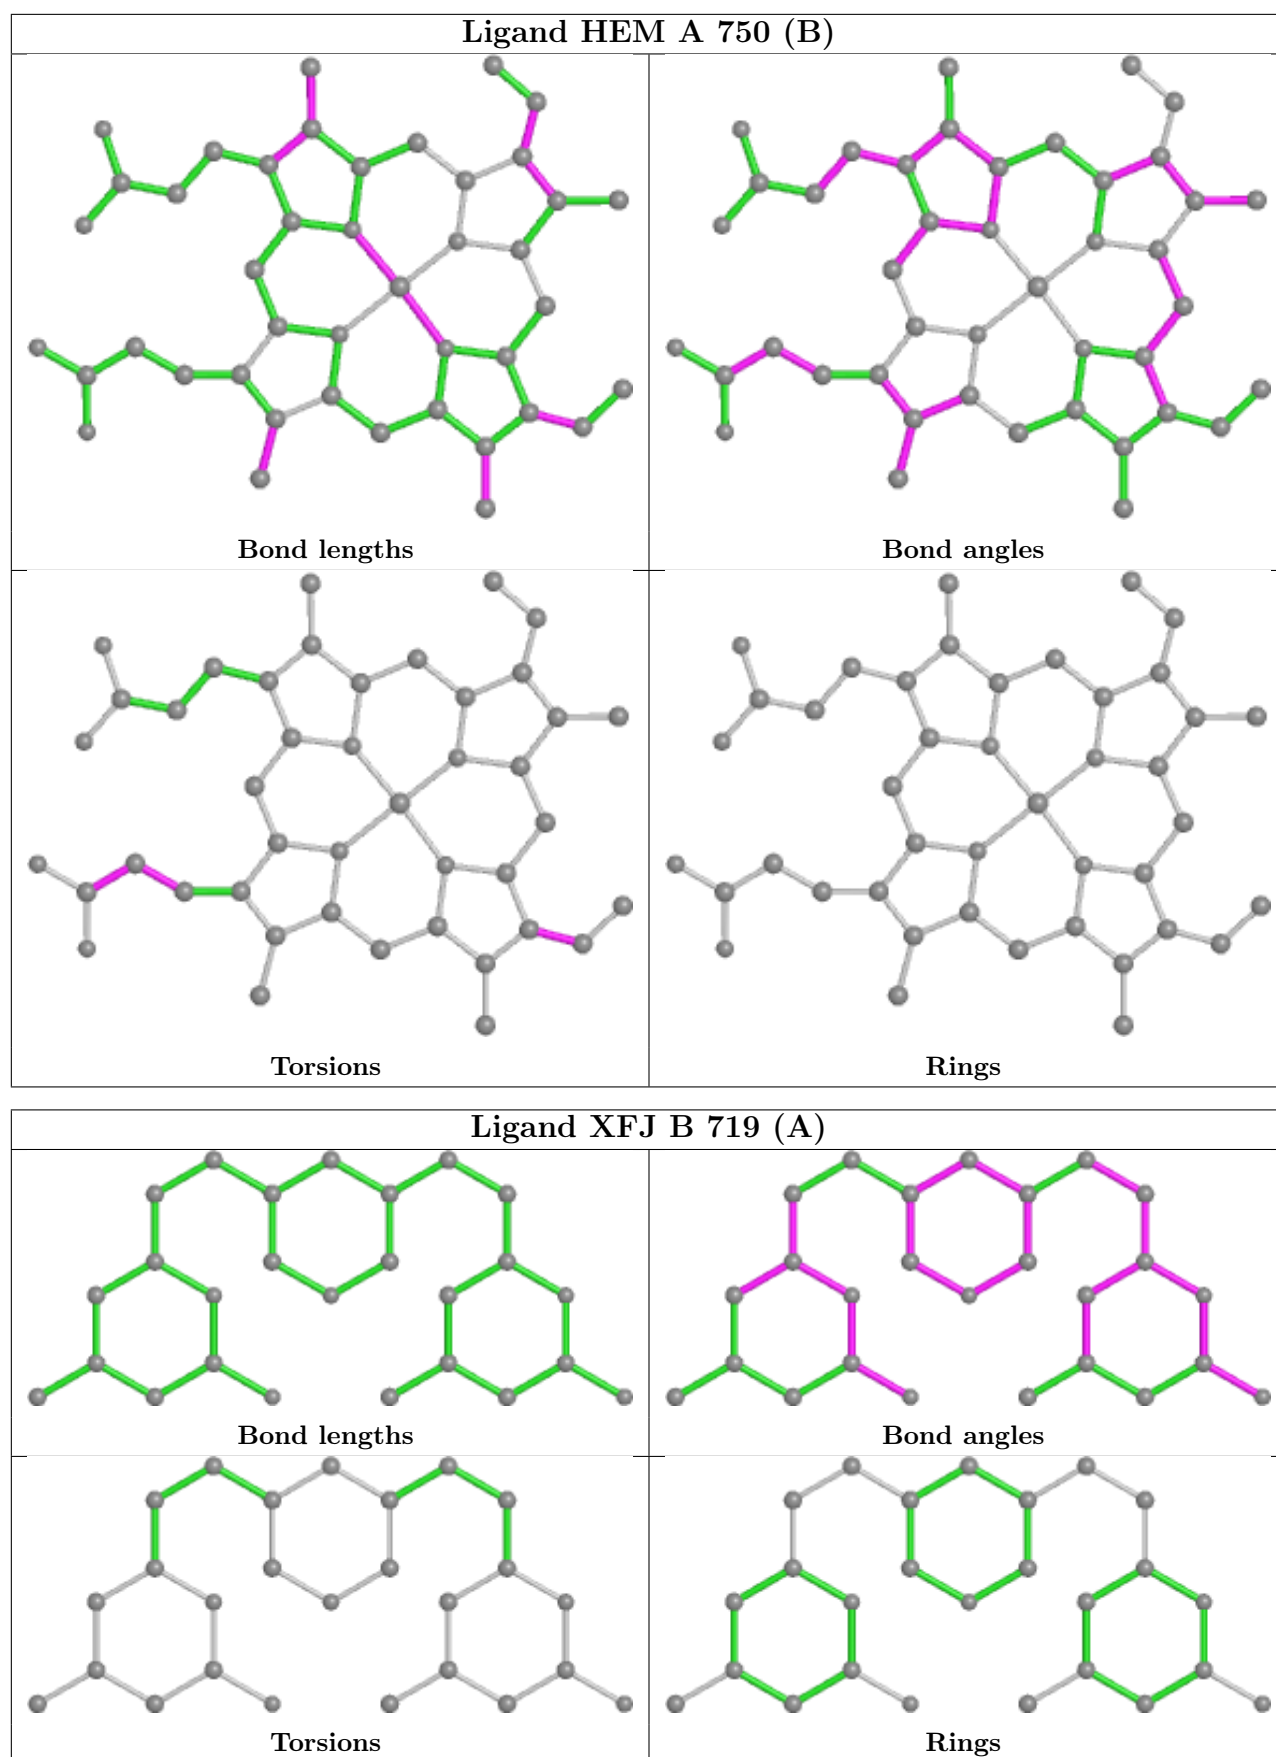 Ligand HEM A 750 (B)
Bond lengths
Bond angles
Torsions
Rings
Ligand XFJ B 719 (A)
Bond lengths
Bond angles
Torsions
Rings